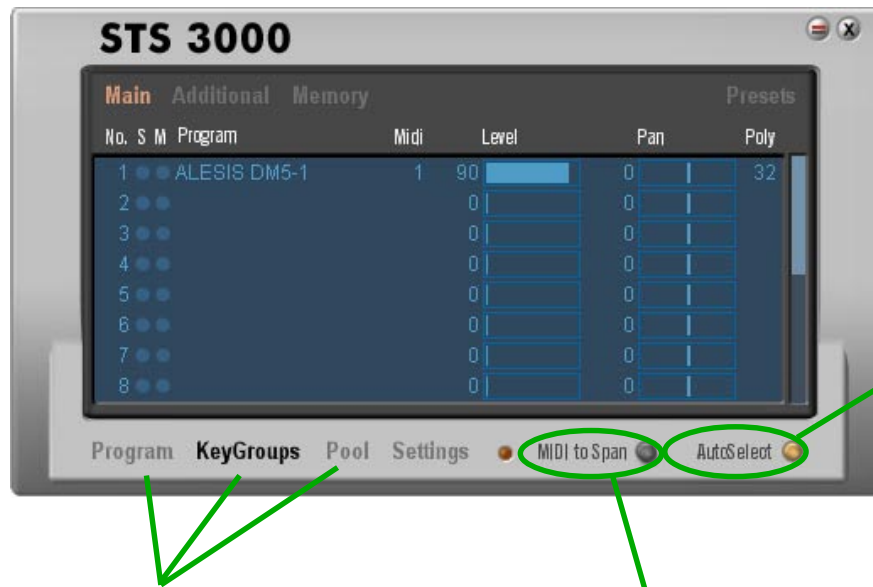 STS 3000
x
Main Additional Memory Presets
No. S M Program Midi Level Pan Poly
1 ALESIS DM5-1 1 90 0 32
2 0 0
3 0 0
4 0 0
5 0 0
6 0 0
7 0 0
8 0 0
Program KeyGroups Pool Settings MIDI to Span AutoSelect